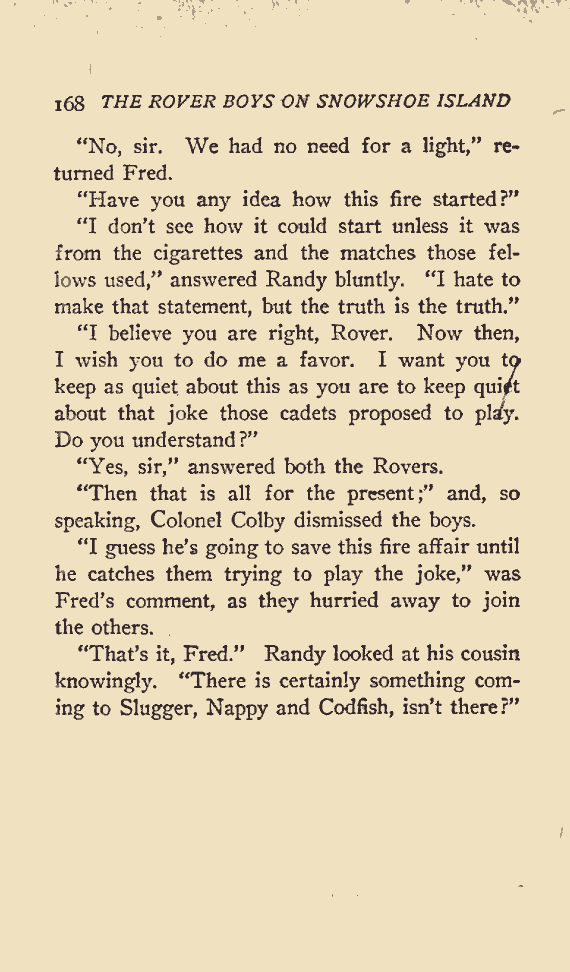 168 THE ROVER BOYS ON SNOWSHOE ISLAND
"No, sir. We had no need for a light," re-
turned Fred.
"Have you any idea how this fire started?"
"I don't see how it could start unless it was
from the cigarettes and the matches those fel-
lows used," answered Randy bluntly. "I hate to
make that statement, but the truth is the truth."
"I believe you are right, Rover. Now then,
I wish you to do me a favor. I want you to
keep as quiet about this as you are to keep quiet
about that joke those cadets proposed to play.
Do you understand?"
"Yes, sir," answered both the Rovers.
"Then that is all for the present;" and, so
speaking, Colonel Colby dismissed the boys.
"I guess he's going to save this fire affair until
he catches them trying to play the joke," was
Fred's comment, as they hurried away to join
the others.
"That's it, Fred." Randy looked at his cousin
knowingly. "There is certainly something com-
ing to Slugger, Nappy and Codfish, isn't there?"